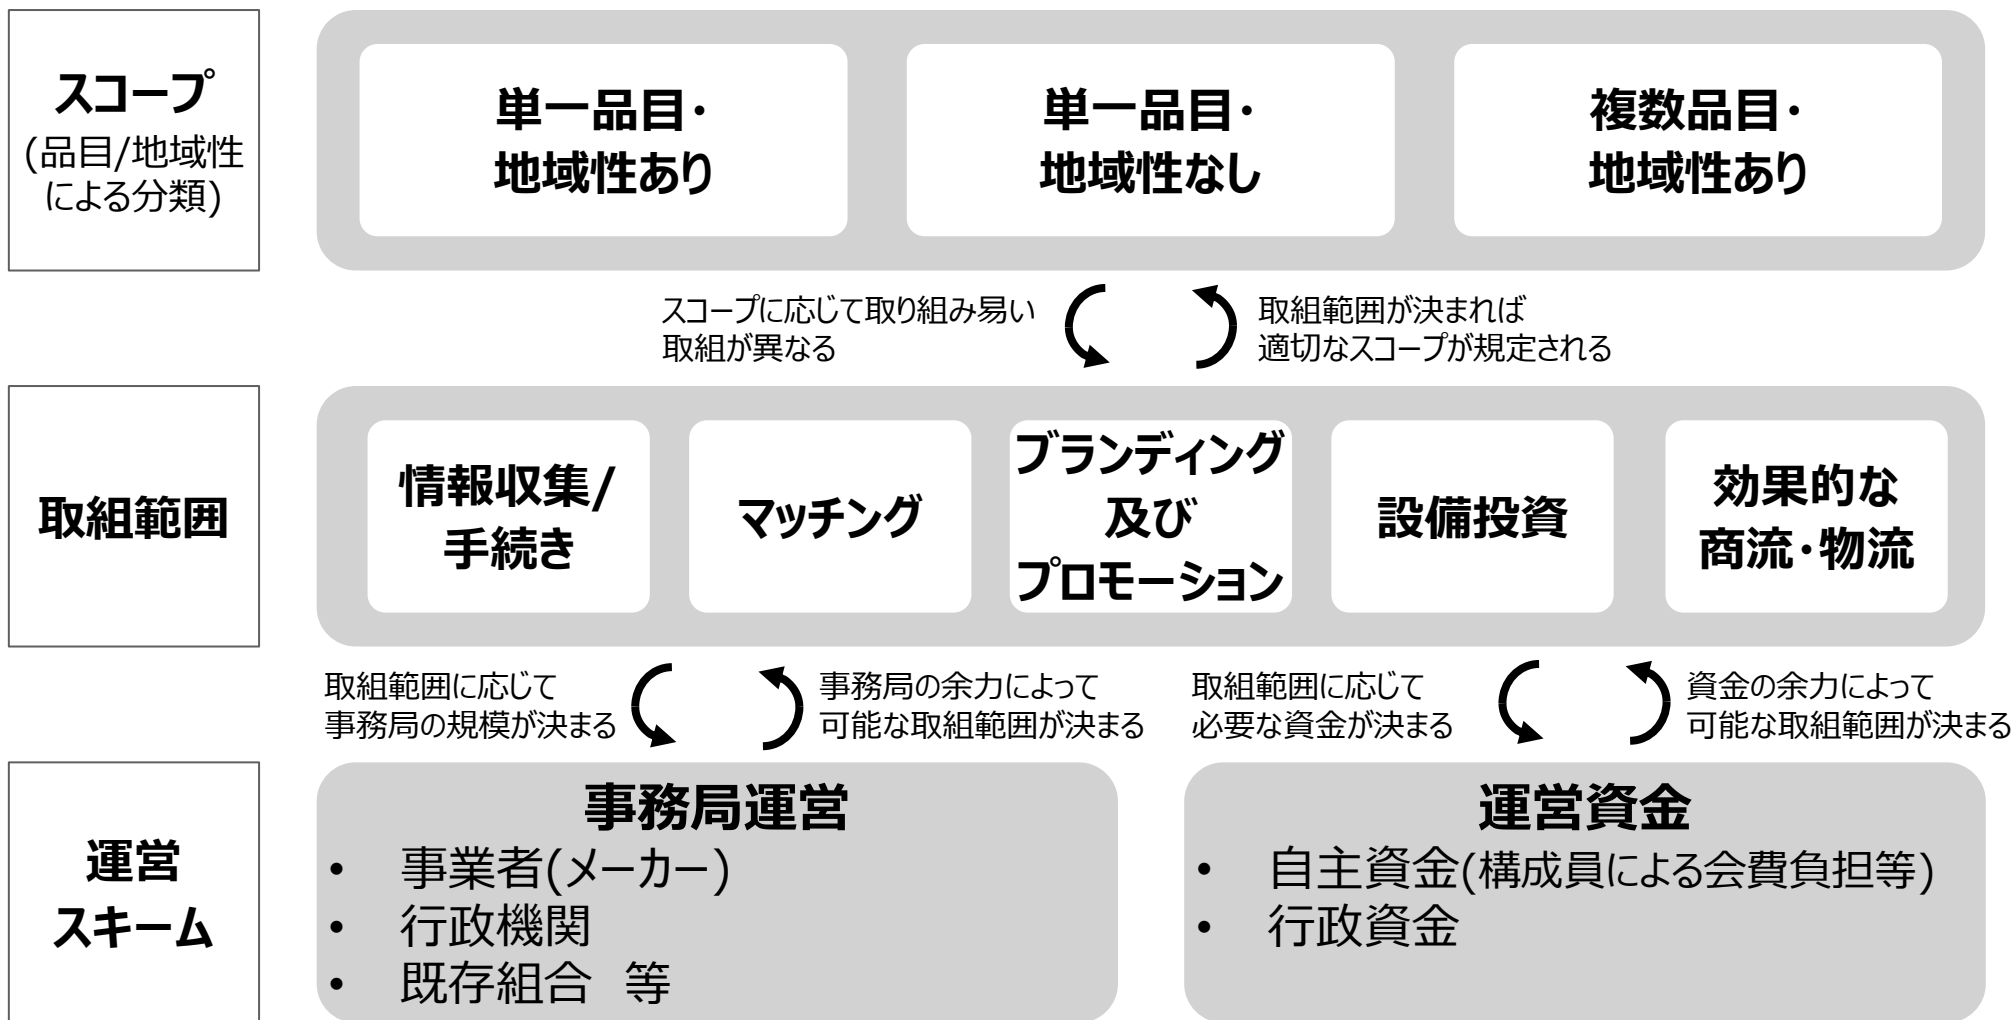 スコープ
(品目/地域性
による分類)
単一品目・
地域性あり
単一品目・
地域性なし
複数品目・
地域性あり
スコープに応じて取り組み易い
取組が異なる
取組範囲が決まれば
適切なスコープが規定される
取組範囲
情報収集/
手続き
マッチング
ブランディング
及び
プロモーション
設備投資
効果的な
商流・物流
取組範囲に応じて
事務局の規模が決まる
事務局の余力によって
可能な取組範囲が決まる
取組範囲に応じて
必要な資金が決まる
資金の余力によって
可能な取組範囲が決まる
運営
スキーム
事務局運営
• 事業者(メーカー)
• 行政機関
• 既存組合　等
運営資金
• 自主資金(構成員による会費負担等)
• 行政資金